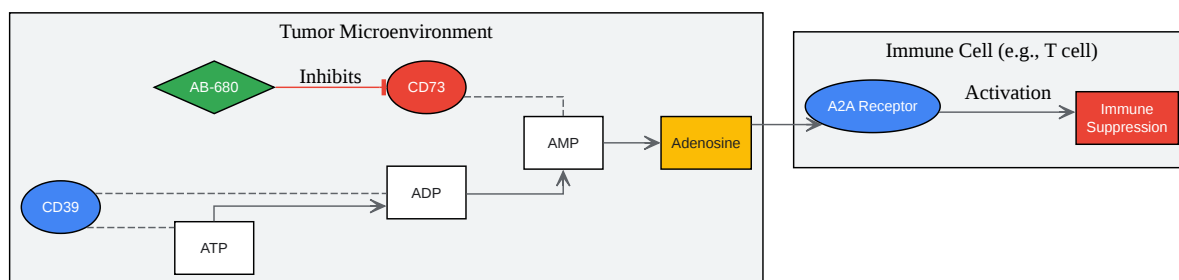 Tumor Microenvironment
AB-680
Inhibits
CD73
AMP
Adenosine
CD39
ADP
ATP
Immune Cell (e.g., T cell)
A2A Receptor
Activation
Immune
Suppression